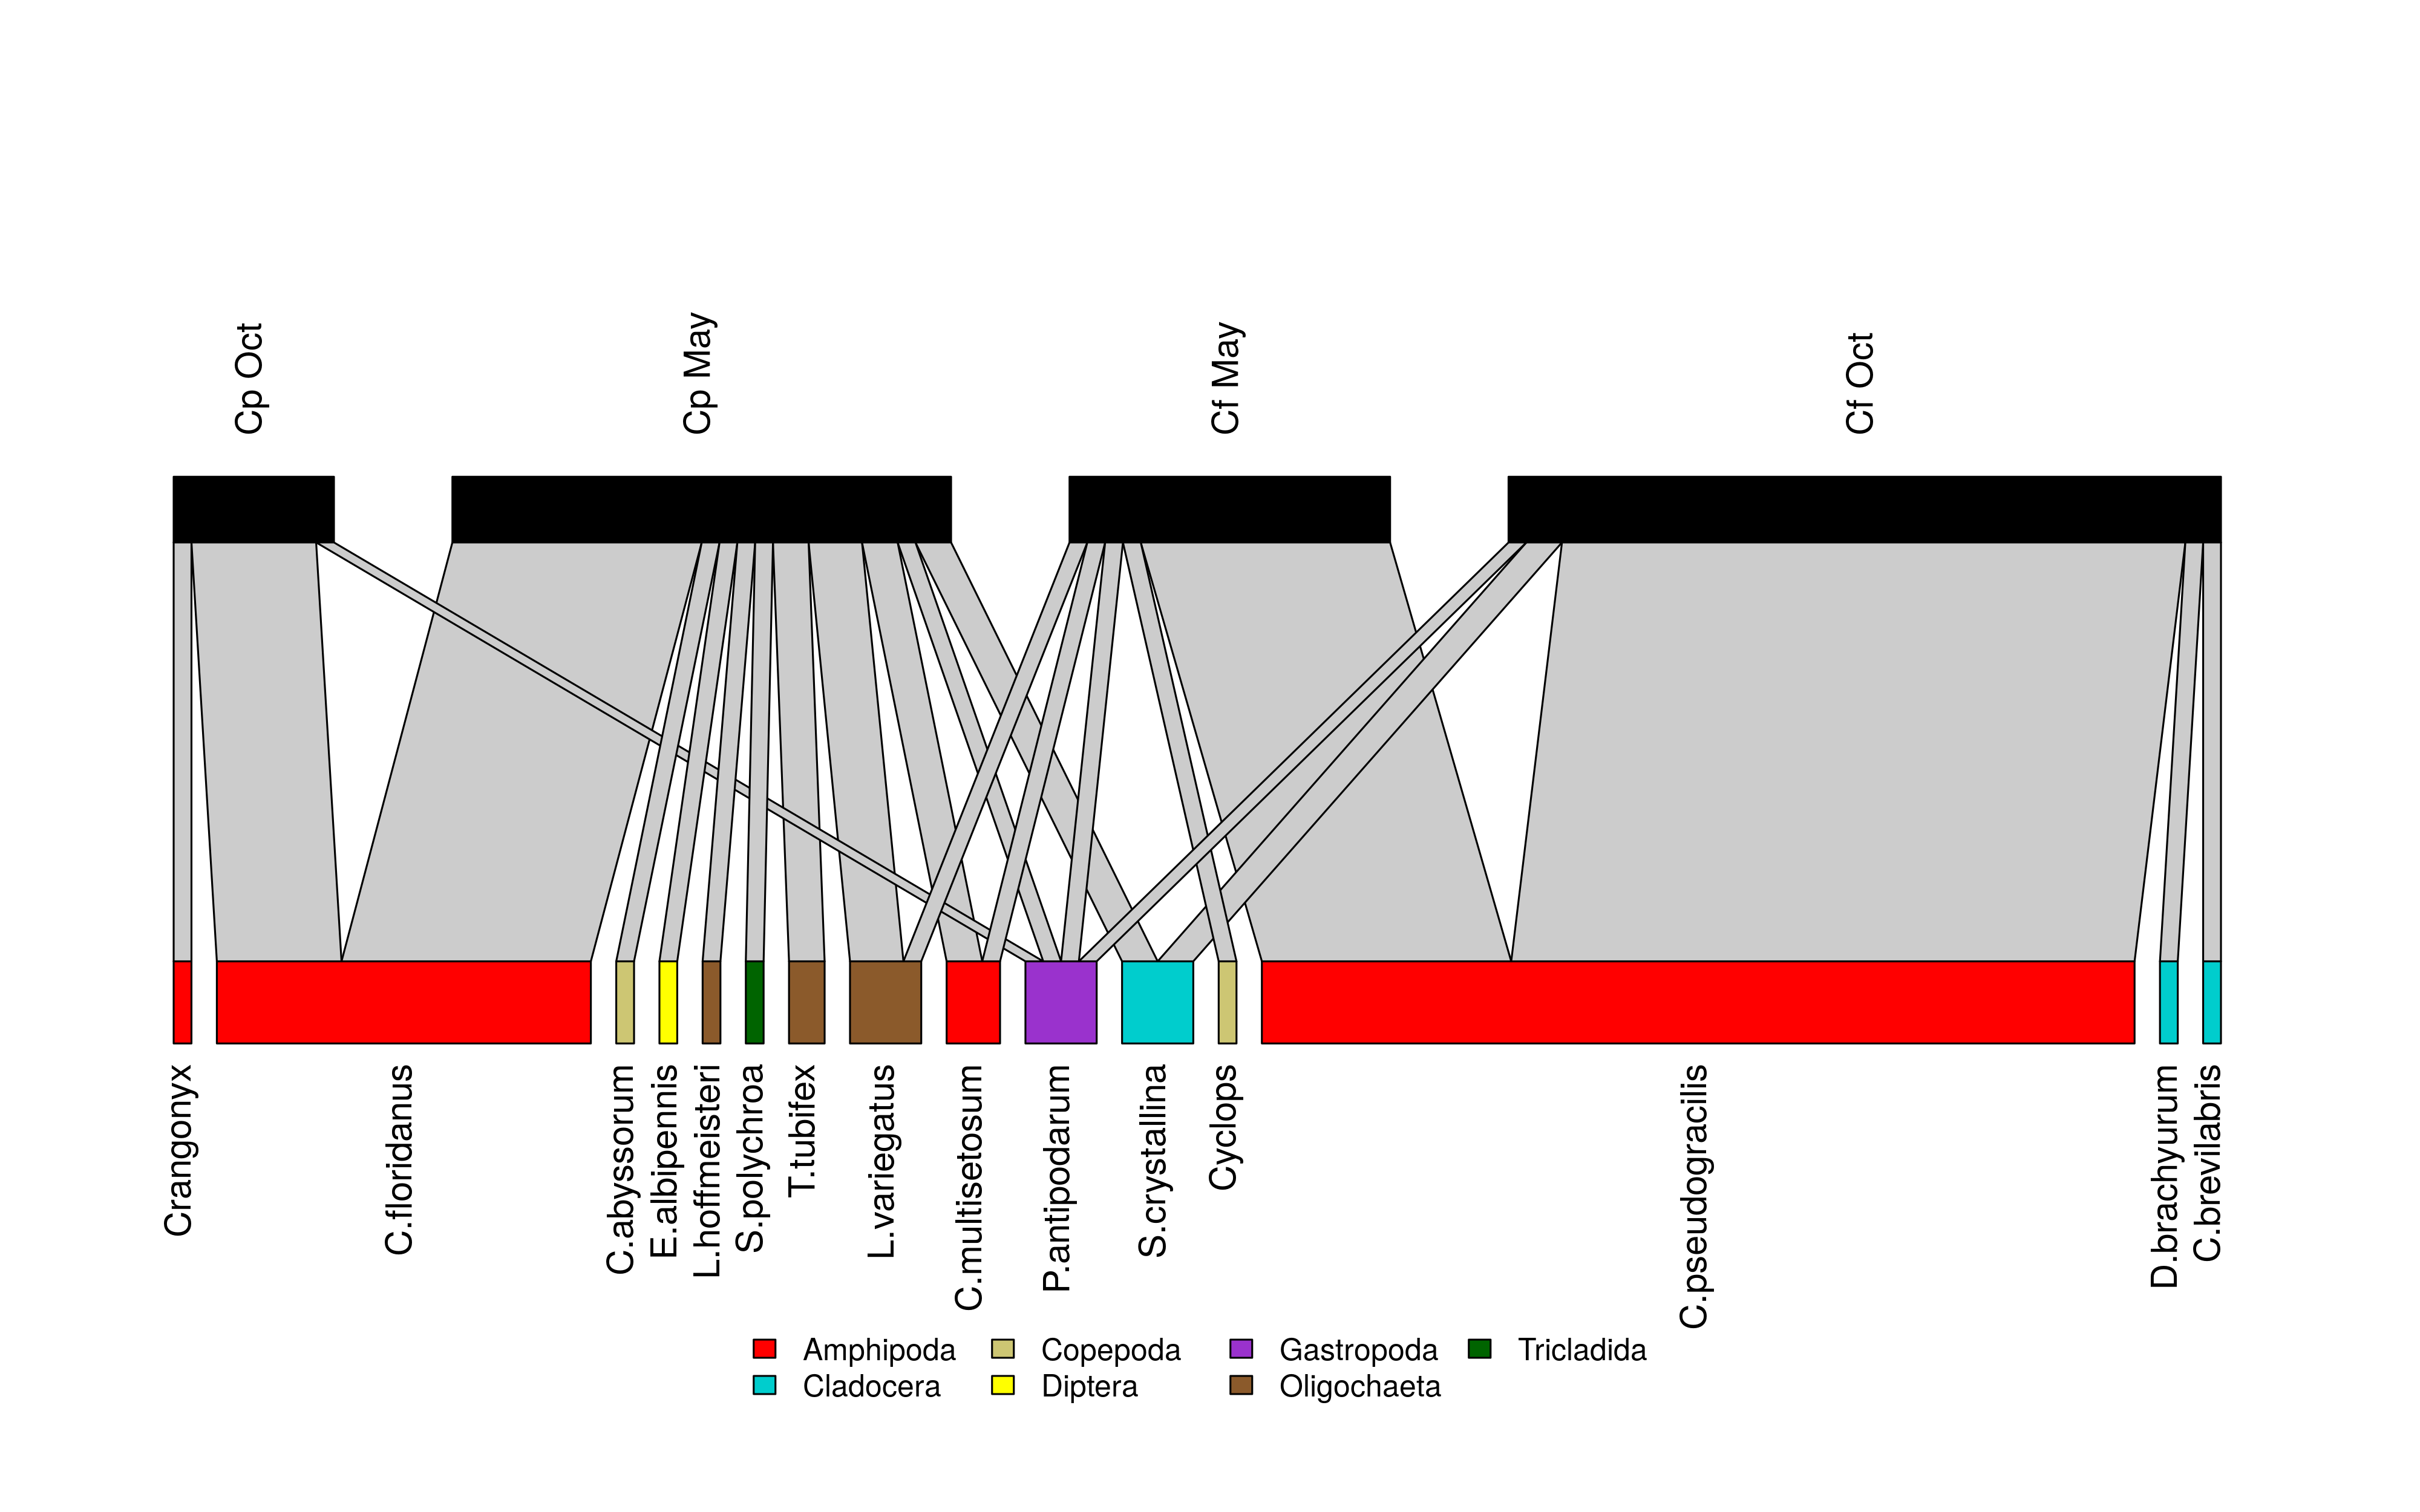 Cp Oct
Cp May
Cf May
Cf Oct
Crangonyx
C.floridanus
C.abyssorum
E.albipennis
L.hoffmeisteri
S.polychroa
T.tubifex
L.variegatus
C.multisetosum
P.antipodarum
S.crystallina
Cyclops
C.pseudogracilis
D.brachyurum
C.brevilabris
Amphipoda Copepoda Gastropoda Tricladida
Cladocera Diptera Oligochaeta